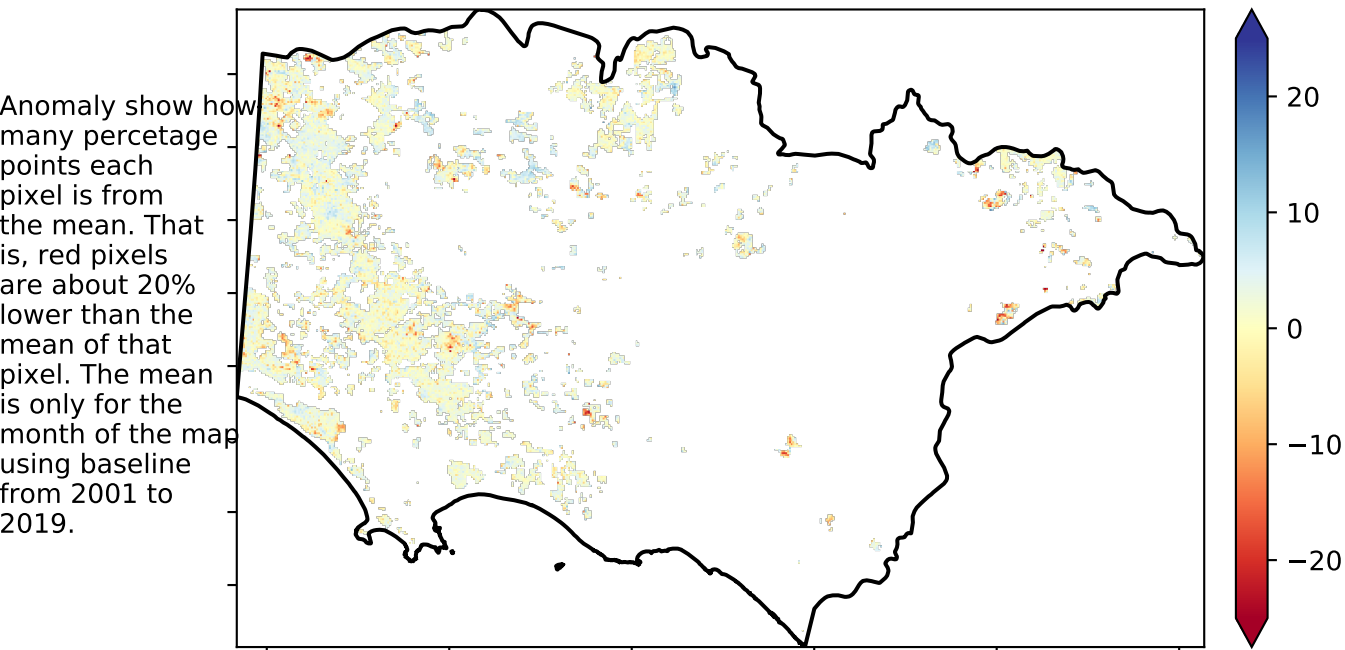 Anomaly show how
many percetage
points each
pixel is from
the mean. That
is, red pixels
are about 20%
lower than the
mean of that
pixel. The mean
is only for the
month of the map
using baseline
from 2001 to
2019.
20
10
0
−10
−20